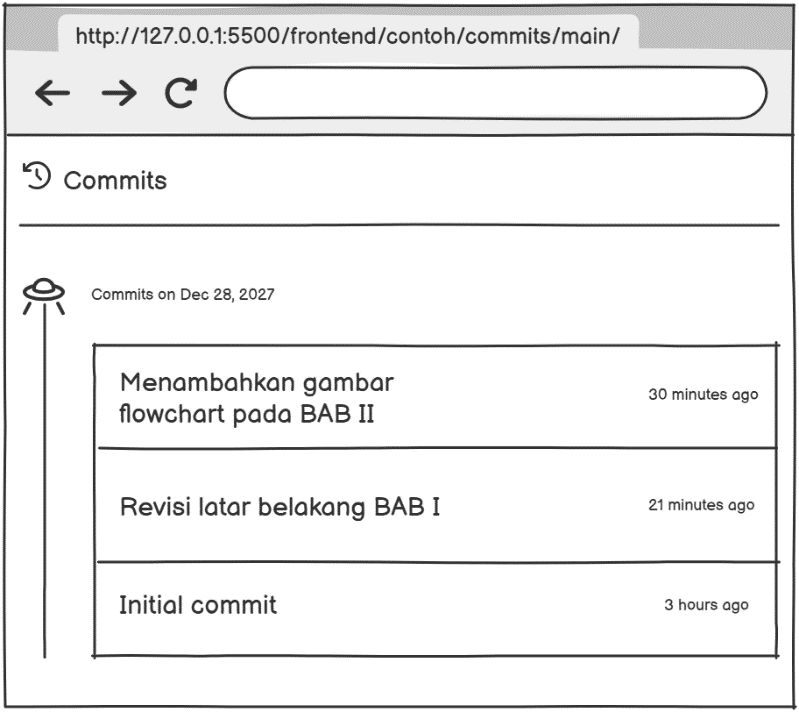 http://127.0.0.1:5500/frontend/contoh/commits/main/
Commits
Commits on Dec 28, 2027
Menambahkan gambar
flowchart pada BAB II
30 minutes ago
Revisi latar belakang BAB I
21 minutes ago
Initial commit
3 hours ago